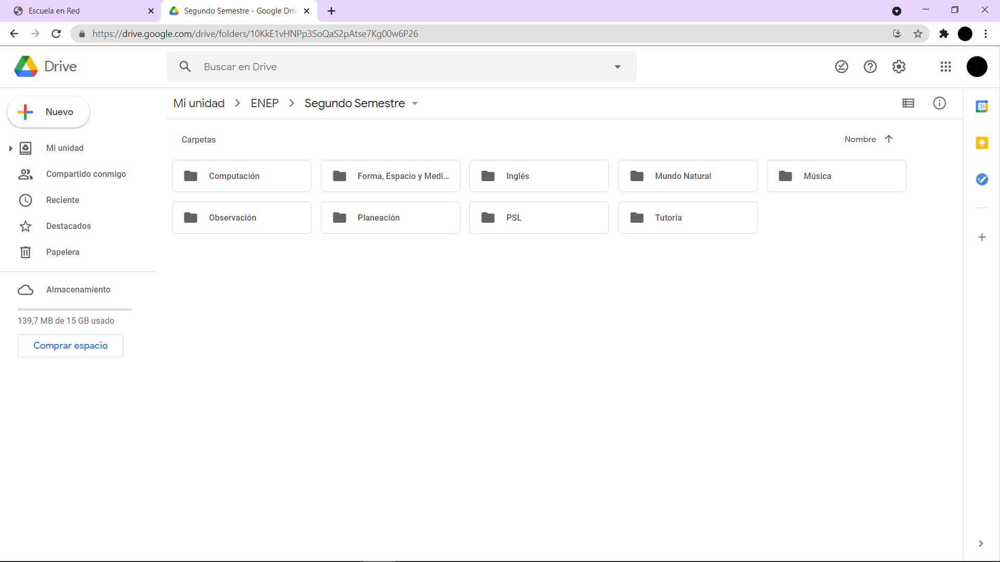 Escuela en Red
Segundo Semestre - Google Driv
https://drive.google.com/drive/folders/10KkE1vHNPp3SoQaS2pAtse7Kg00w6P26
Drive
Buscar en Drive
Nuevo
Mi unidad
Compartido conmigo
Reciente
Destacados
Papelera
Almacenamiento
139,7 MB de 15 GB usado
Comprar espacio
Mi unidad ENEP Segundo Semestre
Carpetas Nombre
Computación Forma, Espacio y Medi... Inglés Mundo Natural Música
Observación Planeación PSL Tutoría
31